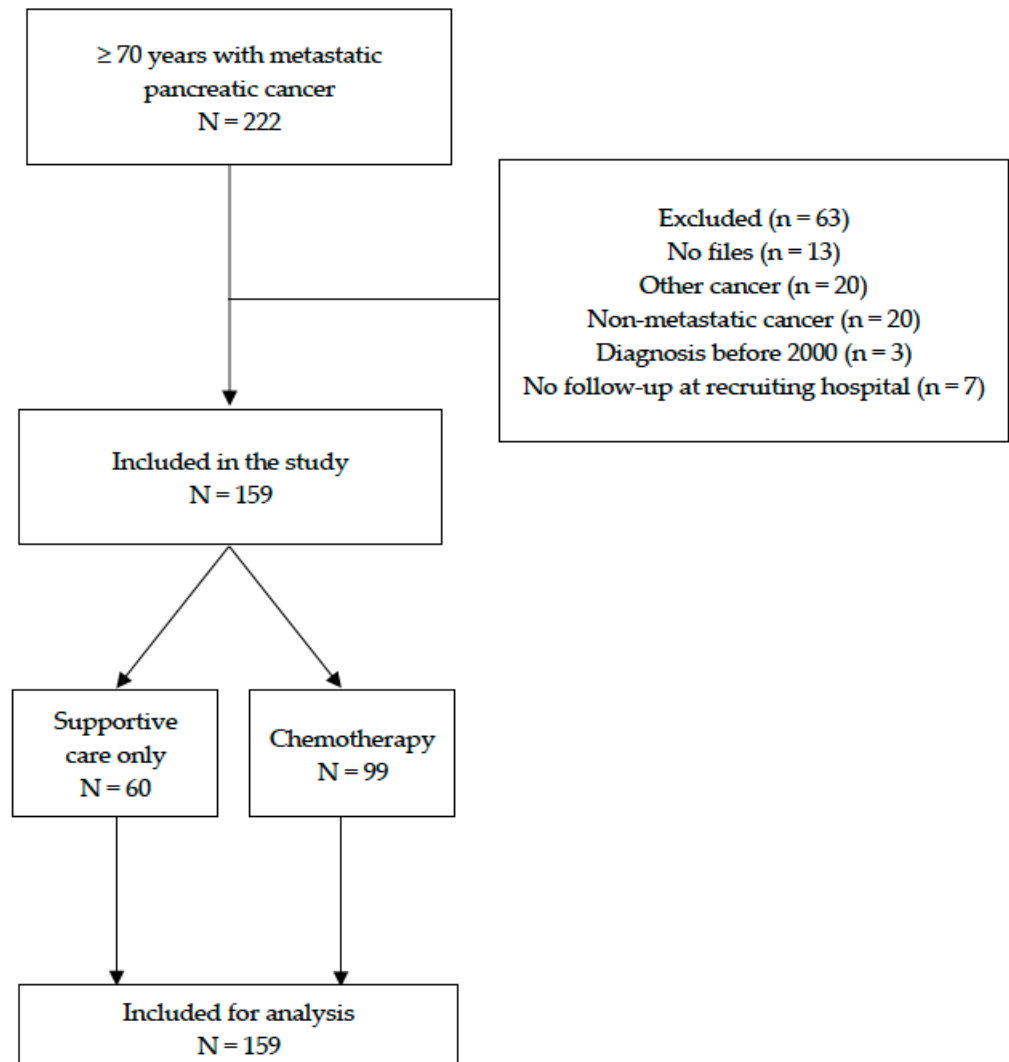 ≥ 70 years with metastatic
pancreatic cancer
N = 222
Excluded (n = 63)
No files (n = 13)
Other cancer (n = 20)
Non-metastatic cancer (n = 20)
Diagnosis before 2000 (n = 3)
No follow-up at recruiting hospital (n = 7)
Included in the study
N = 159
Supportive
care only
N = 60
Chemotherapy
N = 99
Included for analysis
N = 159